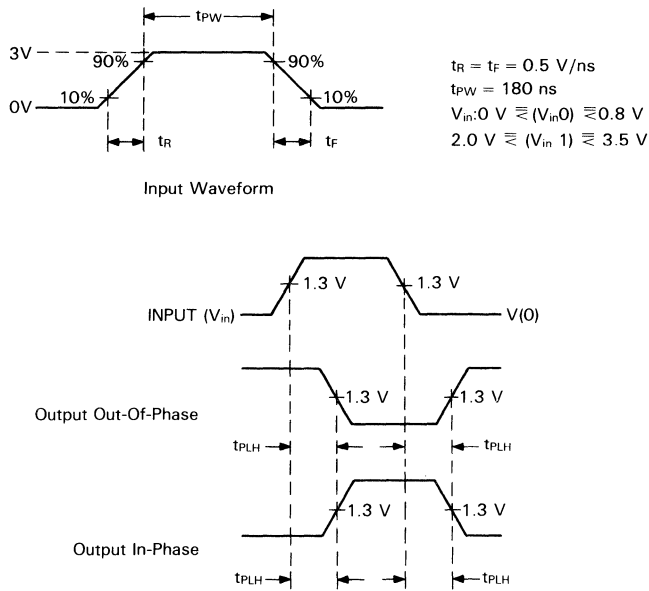 tPW
3V
90%
90%
10%
10%
0V
tR
tF
Input Waveform
tR = tF = 0.5 V/ns
tPW = 180 ns
Vin:0 V ≦ (Vin0) ≦0.8 V
2.0 V ≦ (Vin 1) ≦ 3.5 V
1.3 V
1.3 V
INPUT (Vin)
V(0)
1.3 V
1.3 V
Output Out-Of-Phase
tPLH
tPLH
1.3 V
1.3 V
Output In-Phase
tPLH
tPLH